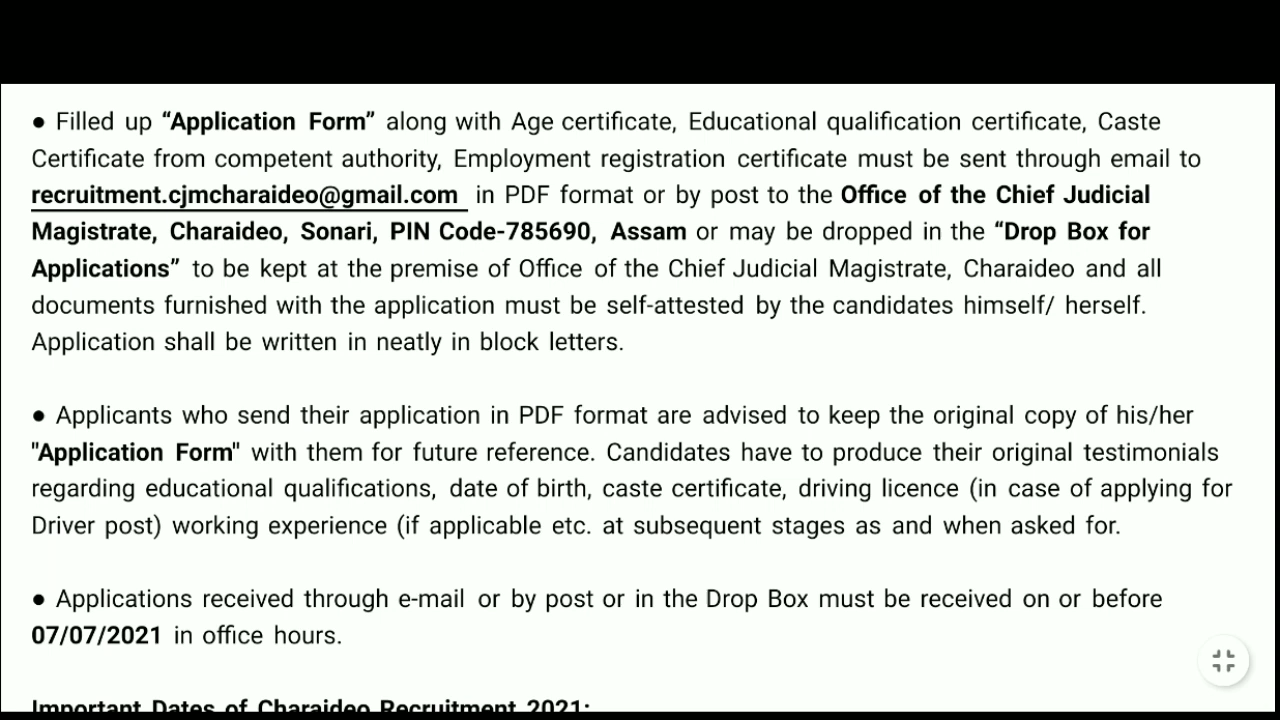 ● Filled up “Application Form” along with Age certificate, Educational qualification certificate, Caste
Certificate from competent authority, Employment registration certificate must be sent through email to
recruitment.cjmcharaideo@gmail.com in PDF format or by post to the Office of the Chief Judicial
Magistrate, Charaideo, Sonari, PIN Code-785690, Assam or may be dropped in the “Drop Box for
Applications” to be kept at the premise of Office of the Chief Judicial Magistrate, Charaideo and all
documents furnished with the application must be self-attested by the candidates himself/ herself.
Application shall be written in neatly in block letters.
● Applicants who send their application in PDF format are advised to keep the original copy of his/her
"Application Form" with them for future reference. Candidates have to produce their original testimonials
regarding educational qualifications, date of birth, caste certificate, driving licence (in case of applying for
Driver post) working experience (if applicable etc. at subsequent stages as and when asked for.
● Applications received through e-mail or by post or in the Drop Box must be received on or before
07/07/2021 in office hours.
Important Dates of Charaideo Recruitment 2021: